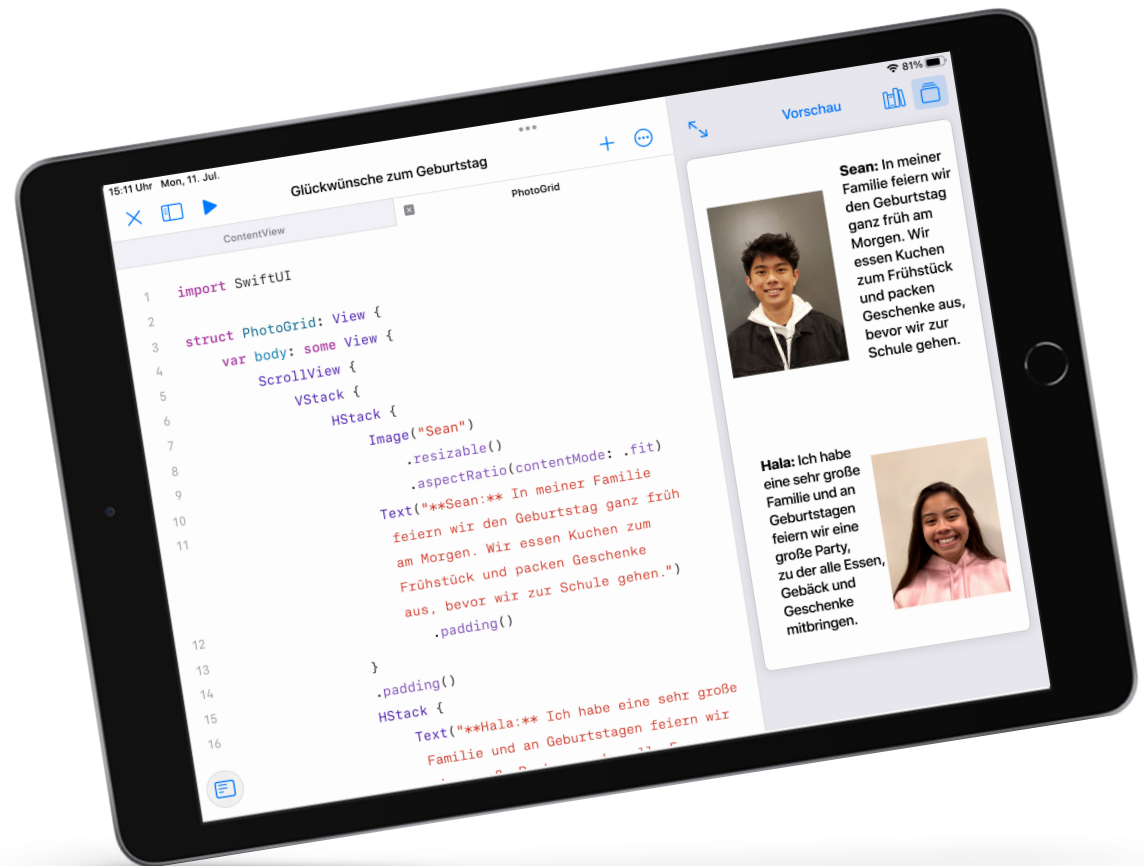 15:11 Uhr Mon, 11. Jul.
81%
Glückwünsche zum Geburtstag
ContentView
PhotoGrid
1 import SwiftUI
2
3 struct PhotoGrid: View {
4 var body: some View {
5 ScrollView {
6 VStack {
7 HStack {
8 Image("Sean")
9 .resizable()
10 .aspectRatio(contentMode: .fit)
11 Text("**Sean:** In meiner Familie
feiern wir den Geburtstag ganz früh
am Morgen. Wir essen Kuchen zum
Frühstück und packen Geschenke
aus, bevor wir zur Schule gehen.")
12 .padding()
13 }
14 .padding()
15 HStack {
16 Text("**Hala:** Ich habe eine sehr große
Familie und an Geburtstagen feiern wir
Vorschau
Sean: In meiner
Familie feiern wir
den Geburtstag
ganz früh am
Morgen. Wir
essen Kuchen
zum Frühstück
und packen
Geschenke aus,
bevor wir zur
Schule gehen.
Hala: Ich habe
eine sehr große
Familie und an
Geburtstagen
feiern wir eine
große Party,
zu der alle Essen,
Gebäck und
Geschenke
mitbringen.